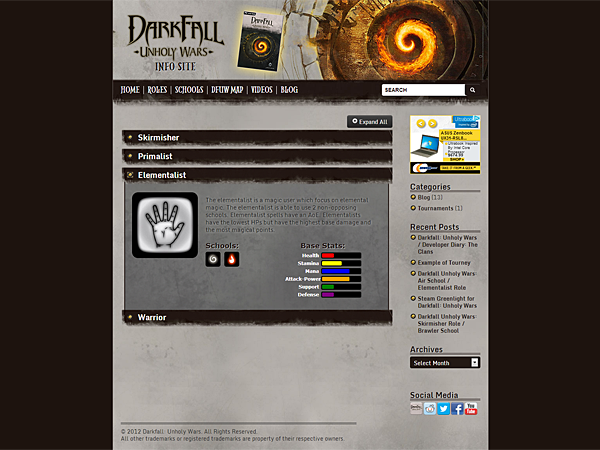 DARKFALL
UNHOLY WARS
INFO SITE
HOME | ROLES | SCHOOLS | DFUW MAP | VIDEOS | BLOG
SEARCH
Expand All
Skirmisher
Primalist
Elementalist
The elementalist is a magic user which focus on elemental
magic. The elementalist is able to use 2 non-opposing
schools. Elementalist spells have an AoE. Elementalists
have the lowest HPs but have the highest base damage and
the most magical points.
Schools:
Base Stats:
Health
Stamina
Mana
Attack-Power
Support
Defense
Warrior
Ultrabook
ASUS Zenbook
UX31-RSL8...
Ultrabook Inspired
By Intel Core
Processor
$674.99
SHOP
Categories
Blog (13)
Tournaments (1)
Recent Posts
Darkfall: Unholy Wars
/ Developer Diary: The
Clans
Example of Tourney
Darkfall Unholy Wars:
Air School /
Elementalist Role
Steam Greenlight for
Darkfall: Unholy Wars
Darkfall Unholy Wars:
Skirmisher Role /
Brawler School
Archives
Select Month
Social Media
You
Tube
© 2012 Darkfall: Unholy Wars. All Rights Reserved.
All other trademarks or registered trademarks are property of their respective owners.